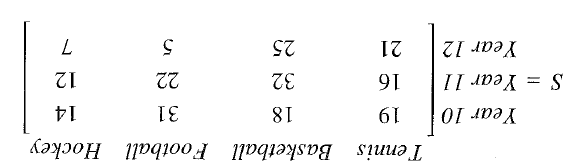 Tennis Basketball Football Hockey
Year 10 19 18 31 14
S = Year 11 16 32 22 12
Year 12 21 25 5 7